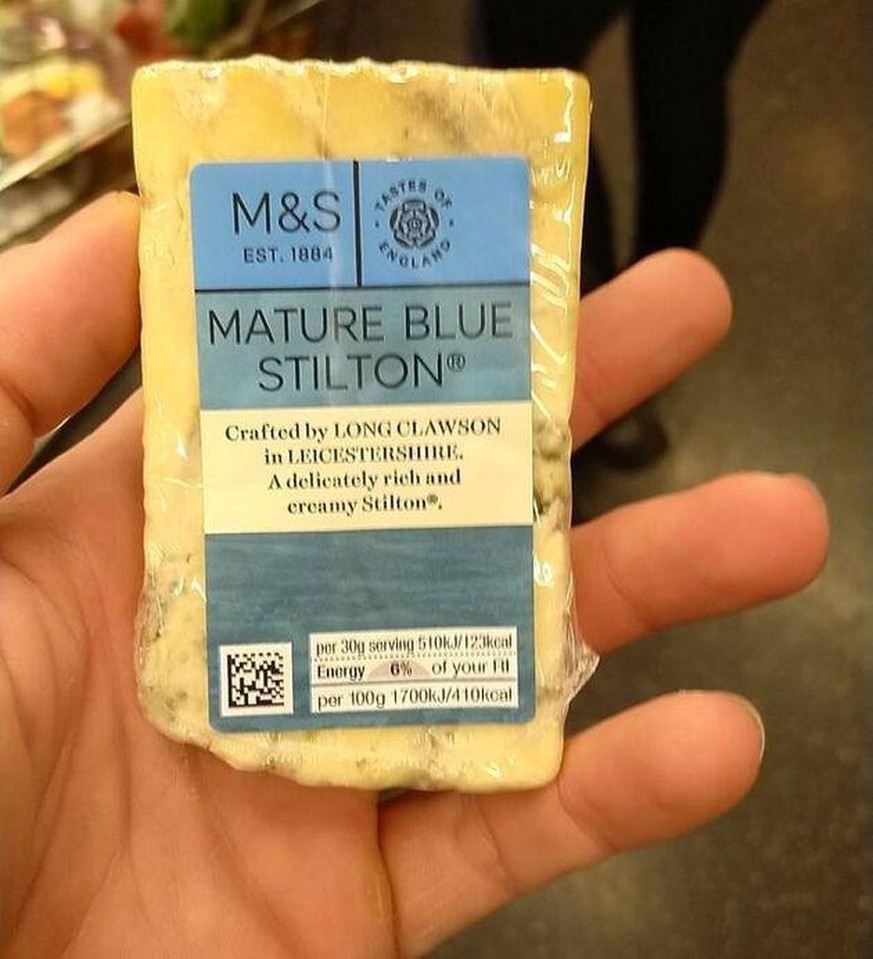 M&S
EST. 1884
TASTES OF
ENGLAND
MATURE BLUE
STILTON®
Crafted by LONG CLAWSON
in LEICESTERSHIRE.
A delicately rich and
creamy Stilton®.
per 30g serving 510kJ/123kcal
Energy 6% of your RI
per 100g 1700kJ/410kcal